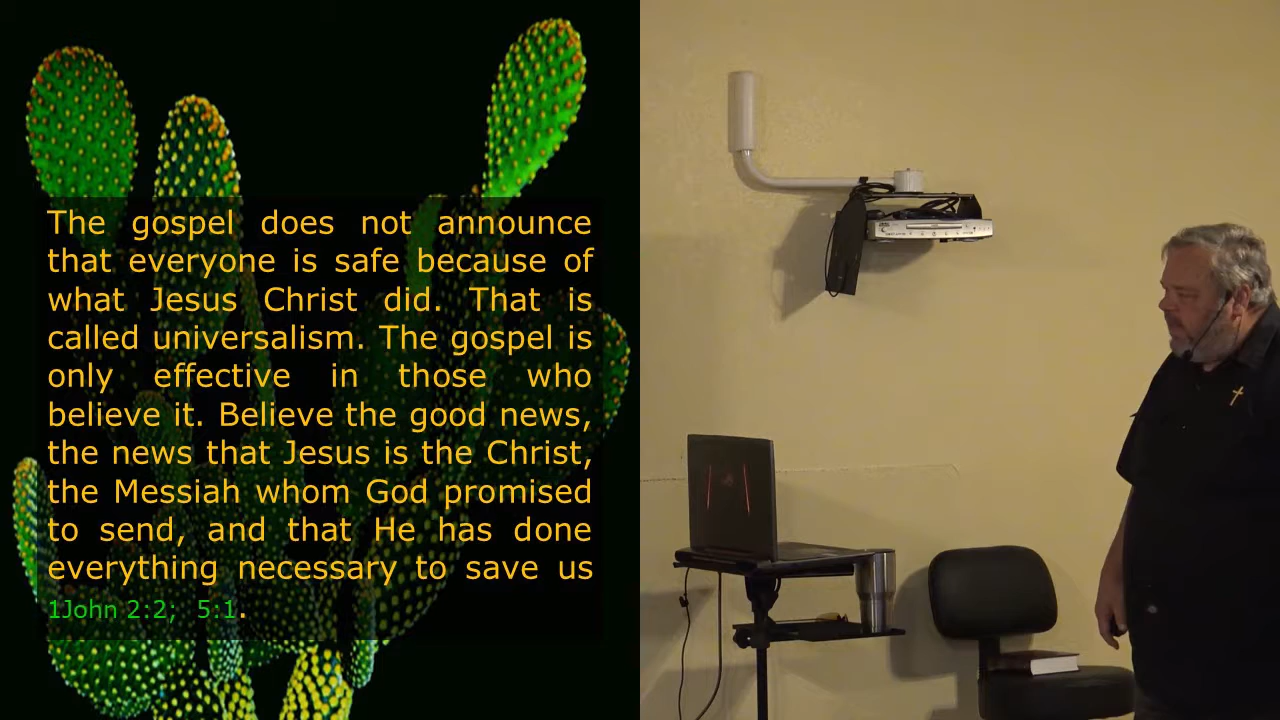 The gospel does not announce
that everyone is safe because of
what Jesus Christ did. That is
called universalism. The gospel is
only effective in those who
believe it. Believe the good news,
the news that Jesus is the Christ,
the Messiah whom God promised
to send, and that He has done
everything necessary to save us
1John 2:2; 5:1.